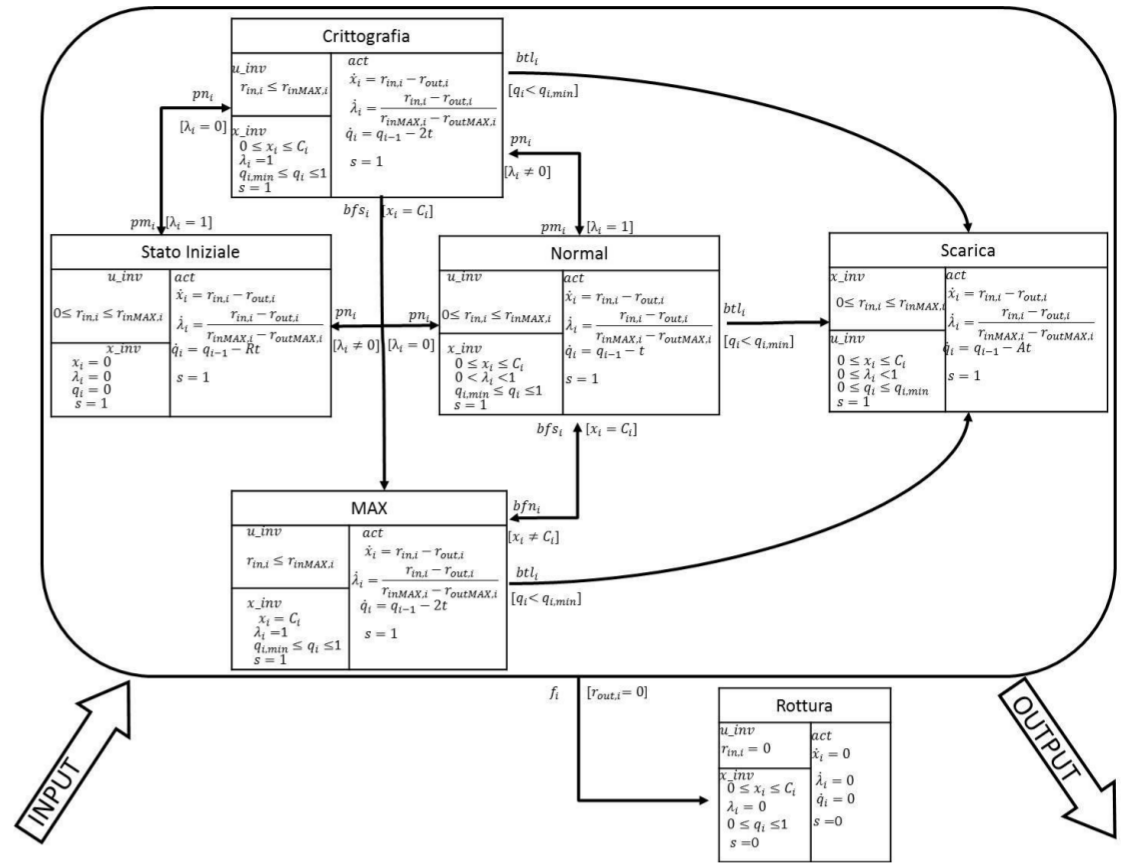 Crittografia
u_inv
r_{in,i} ≤ r_{inMAX,i}
x_inv
0 ≤ x_i ≤ C_i
λ_i =1
q_{i,min} ≤ q_i ≤1
s = 1
act
ẋ_i = r_{in,i} − r_{out,i}
λ̇_i = (r_{in,i} − r_{out,i}) / (r_{inMAX,i} − r_{outMAX,i})
q̇_i = q_{i−1} − 2t
s = 1
btl_i
[q_i < q_{i,min}]
pn_i
[λ_i = 0]
pn_i
[λ_i ≠ 0]
bfs_i [x_i = C_i]
pm_i [λ_i = 1]
pm_i [λ_i = 1]
Stato Iniziale
u_inv
0≤ r_{in,i} ≤ r_{inMAX,i}
x_inv
x_i = 0
λ_i = 0
q_i = 0
s = 1
act
ẋ_i = r_{in,i} − r_{out,i}
λ̇_i = (r_{in,i} − r_{out,i}) / (r_{inMAX,i} − r_{outMAX,i})
q̇_i = q_{i−1} − Rt
s = 1
pn_i
[λ_i ≠ 0] [λ_i = 0]
Normal
u_inv
0≤ r_{in,i} ≤ r_{inMAX,i}
x_inv
0 ≤ x_i ≤ C_i
0 < λ_i <1
q_{i,min} ≤ q_i ≤1
s = 1
act
ẋ_i = r_{in,i} − r_{out,i}
λ̇_i = (r_{in,i} − r_{out,i}) / (r_{inMAX,i} − r_{outMAX,i})
q̇_i = q_{i−1} − t
s = 1
btl_i
[q_i < q_{i,min}]
Scarica
x_inv
0≤ r_{in,i} ≤ r_{inMAX,i}
u_inv
0 ≤ x_i ≤ C_i
0 ≤ λ_i <1
0 ≤ q_i ≤ q_{i,min}
s = 1
act
ẋ_i = r_{in,i} − r_{out,i}
λ̇_i = (r_{in,i} − r_{out,i}) / (r_{inMAX,i} − r_{outMAX,i})
q̇_i = q_{i−1} − At
s = 1
bfs_i [x_i = C_i]
MAX
u_inv
r_{in,i} ≤ r_{inMAX,i}
x_inv
x_i = C_i
λ_i =1
q_{i,min} ≤ q_i ≤1
s = 1
act
ẋ_i = r_{in,i} − r_{out,i}
λ̇_i = (r_{in,i} − r_{out,i}) / (r_{inMAX,i} − r_{outMAX,i})
q̇_i = q_{i−1} − 2t
s = 1
bfn_i
[x_i ≠ C_i]
btl_i
[q_i < q_{i,min}]
f_i [r_{out,i} = 0]
Rottura
u_inv
r_{in,i} = 0
x_inv
0 ≤ x_i ≤ C_i
λ_i = 0
0 ≤ q_i ≤1
s =0
act
ẋ_i = 0
λ̇_i = 0
q̇_i = 0
s =0
INPUT
OUTPUT